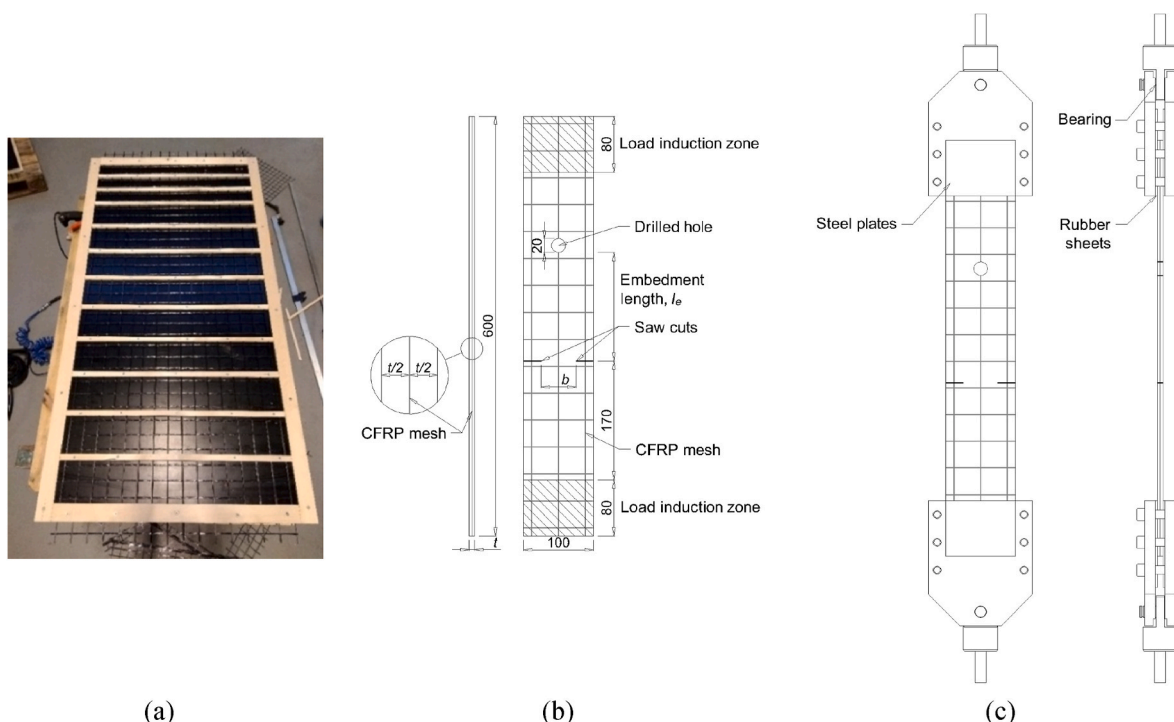 80
Load induction zone
20
Drilled hole
Embedment
length, lₑ
600
Saw cuts
t/2 t/2
b
CFRP mesh
170
CFRP mesh
80
Load induction zone
t
100
Bearing
Steel plates
Rubber
sheets
(a)
(b)
(c)